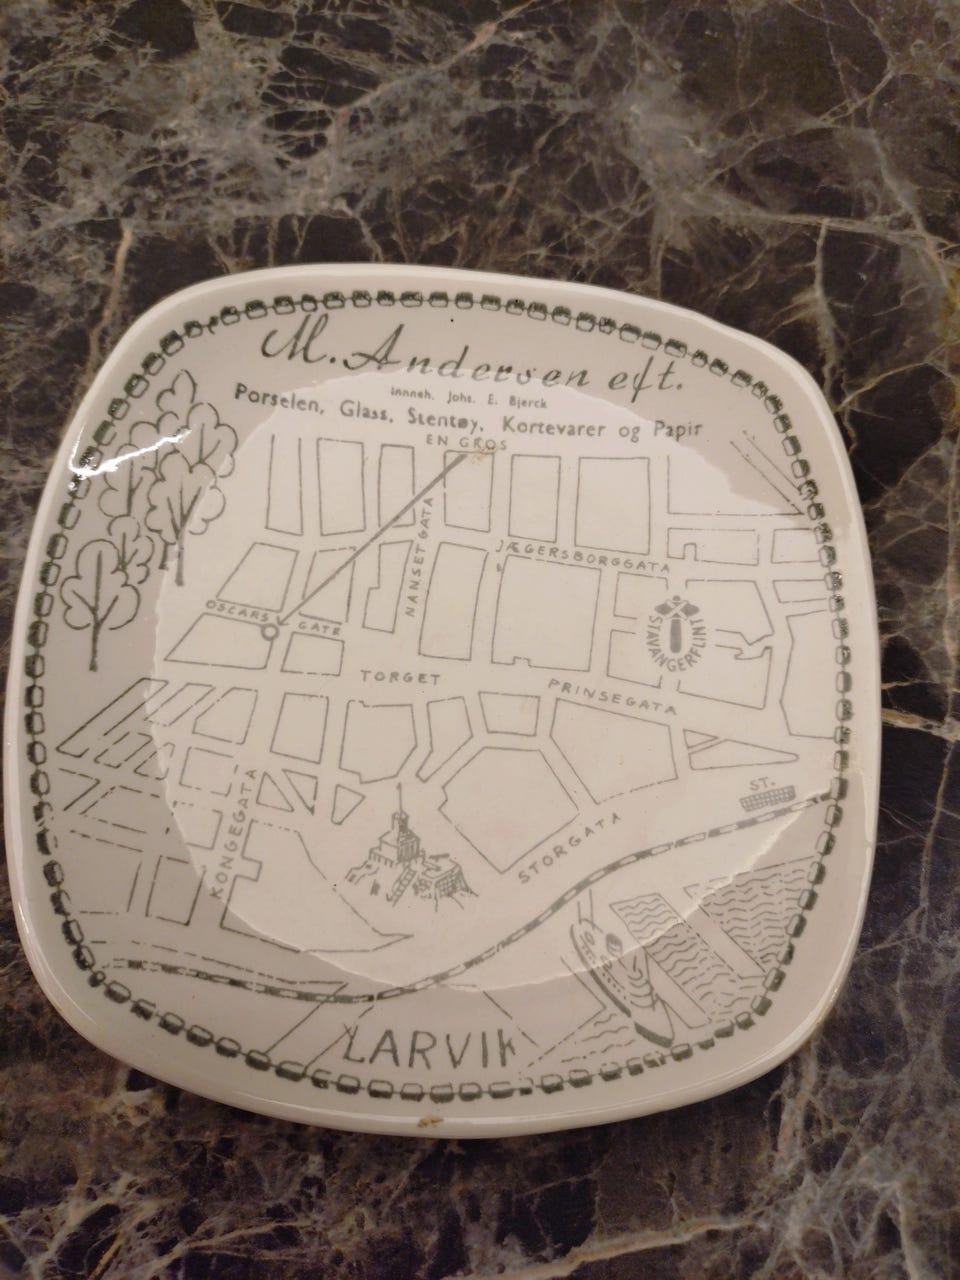 M. Andersen eft.
Innneh. Johs. E. Bjerck
Porselen, Glass, Stentøy, Kortevarer og Papir
EN GROS
NANSETGATA
JÆGERSBORGGATA
OSCARS GATE
STAVANGERFLINT
TORGET
PRINSEGATA
KONGEGATA
ST.
STORGATA
LARVIK